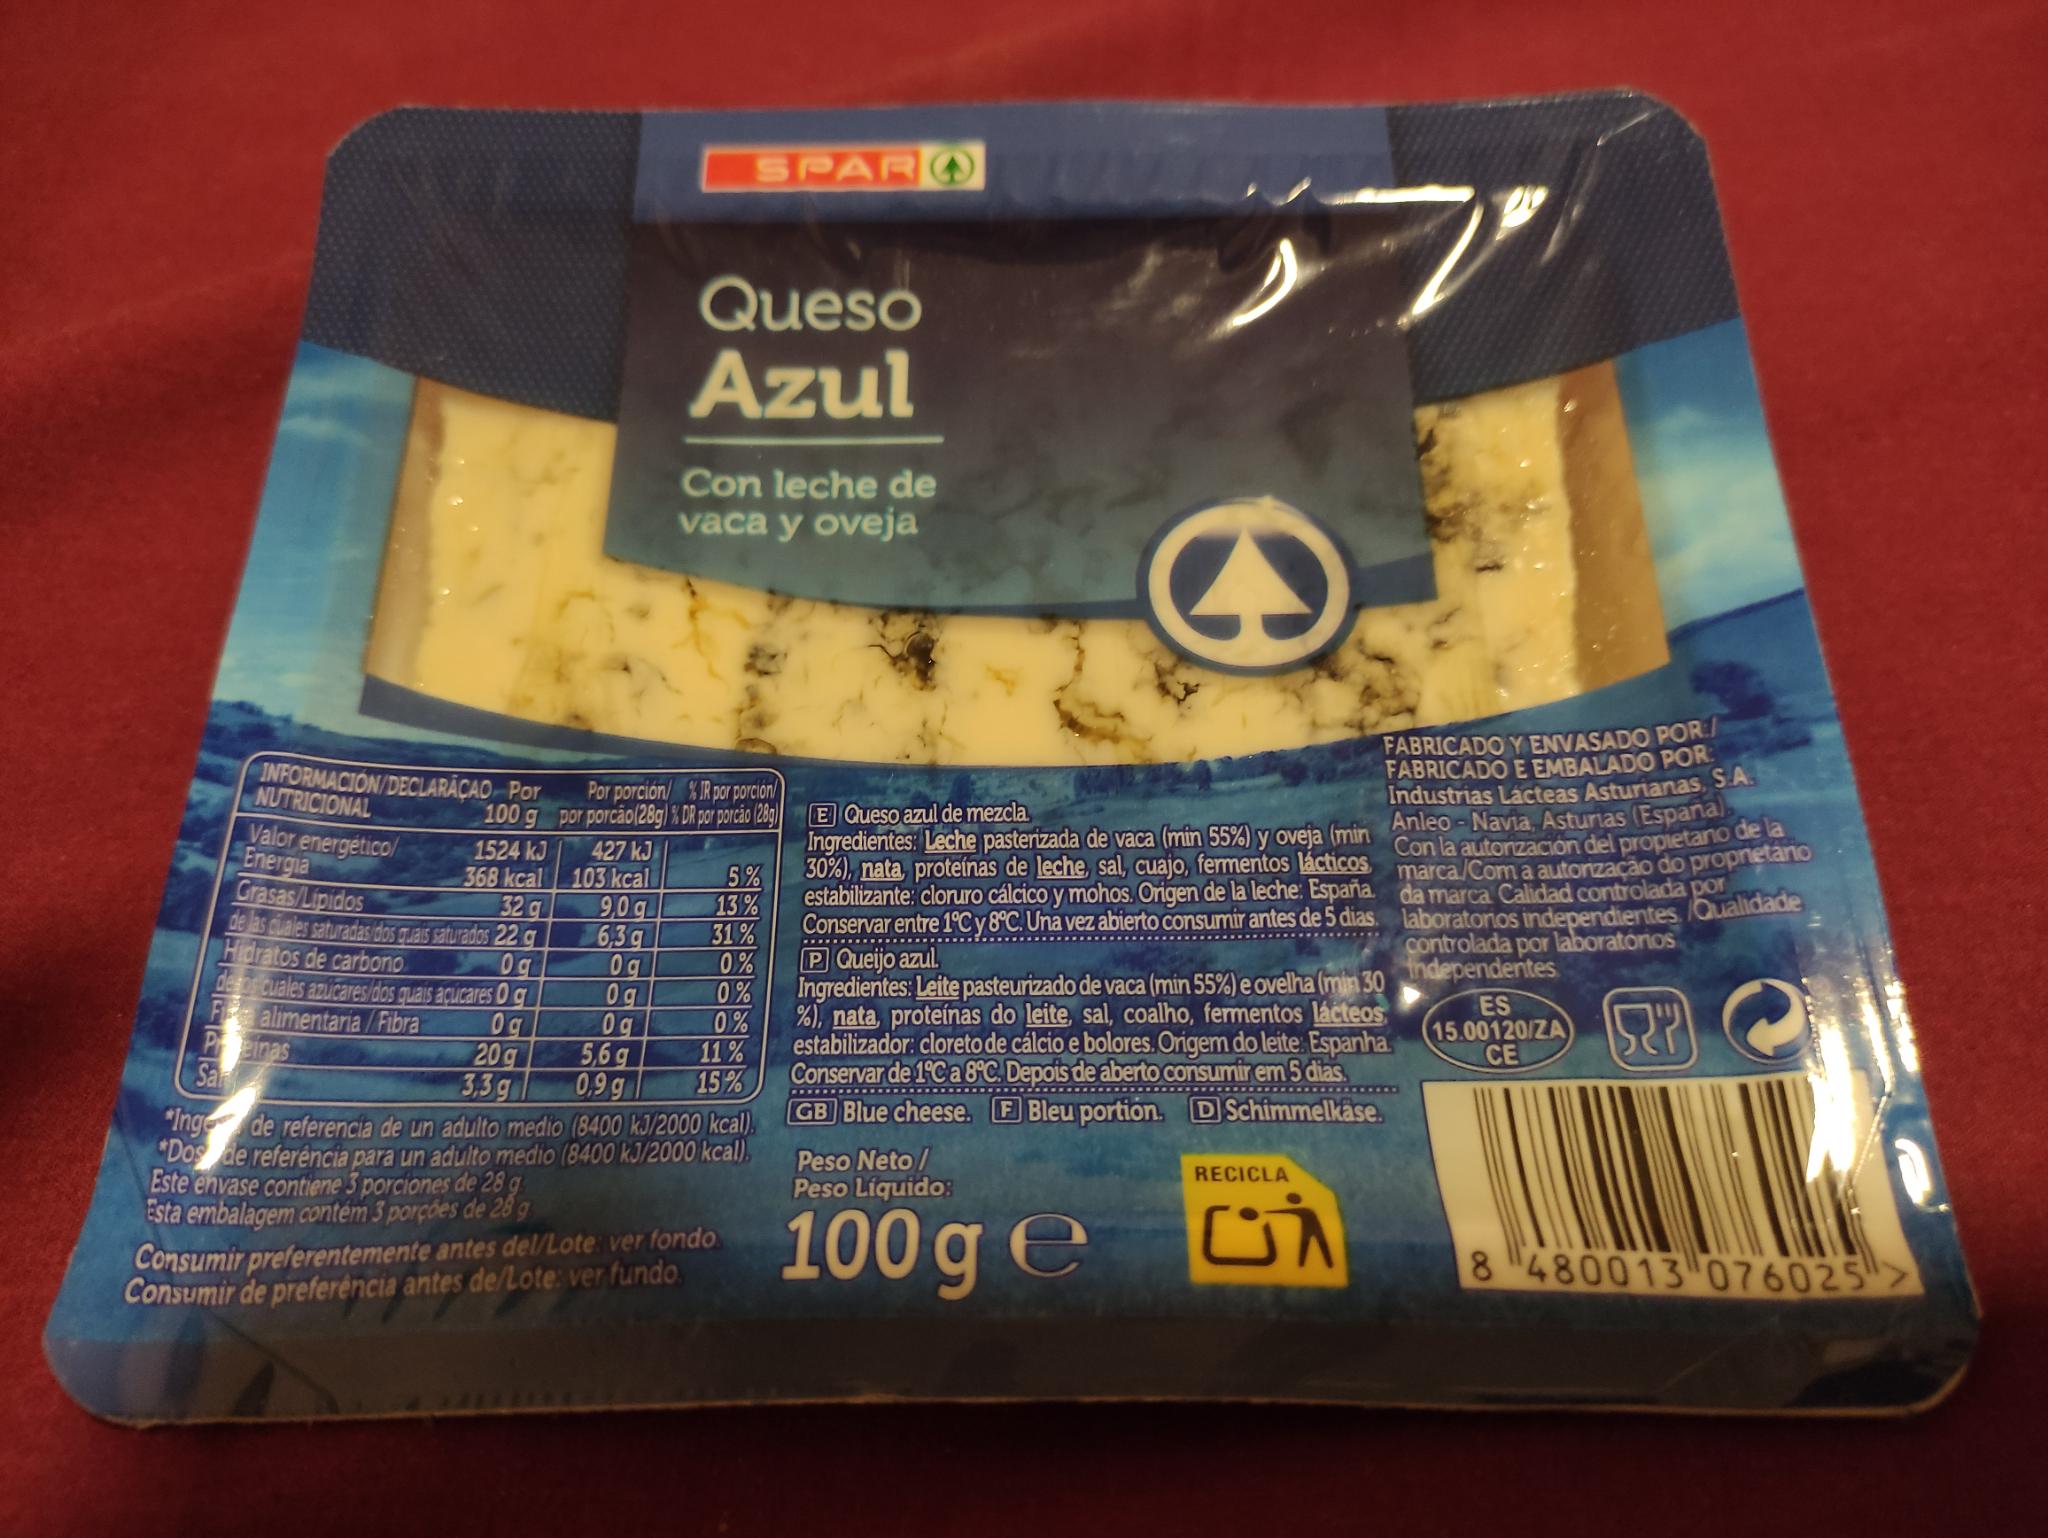 SPAR
Queso
Azul
Con leche de
vaca y oveja
INFORMACIÓN/DECLARÃÇAO Por Por porción/ % IR por porción/
NUTRICIONAL 100 g por porcão(28g) % DR por porcão (28g)
Valor energético/ 1524 kJ 427 kJ
Energia 368 kcal 103 kcal 5 %
Grasas/Lípidos 32 g 9,0 g 13 %
de las cuales saturadas/dos quais saturados 22 g 6,3 g 31 %
Hidratos de carbono 0 g 0 g 0 %
cuales azúcares/dos quais açucares 0 g 0 g 0 %
alimentaria / Fibra 0 g 0 g 0 %
20 g 5,6 g 11 %
Sal 3,3 g 0,9 g 15 %
de referencia de un adulto medio (8400 kJ/2000 kcal).
de referência para un adulto medio (8400 kJ/2000 kcal).
Este envase contiene 3 porciones de 28 g.
Esta embalagem contém 3 porções de 28 g
Consumir preferentemente antes del/Lote: ver fondo.
Consumir de preferência antes de/Lote: ver fundo.
E Queso azul de mezcla.
Ingredientes: Leche pasterizada de vaca (min 55%) y oveja (min
30%), nata, proteínas de leche, sal, cuajo, fermentos lácticos,
estabilizante: cloruro cálcico y mohos. Origen de la leche: España.
Conservar entre 1ºC y 8ºC. Una vez abierto consumir antes de 5 dias.
P Queijo azul.
Ingredientes: Leite pasteurizado de vaca (min 55%) e ovelha (min 30
%), nata, proteínas do leite, sal, coalho, fermentos lácteos,
estabilizador: cloreto de cálcio e bolores. Origem do leite: Espanha.
Conservar de 1ºC a 8ºC. Depois de aberto consumir em 5 dias.
GB Blue cheese. F Bleu portion. D Schimmelkäse.
Peso Neto /
Peso Líquido:
100 g e
RECICLA
FABRICADO Y ENVASADO POR:/
FABRICADO E EMBALADO POR:
Industrias Lácteas Asturianas, S.A.
Anleo - Navia, Asturias (España).
Con la autorización del propietario de la
marca./Com a autorização do proprietário
da marca. Calidad controlada por
laboratorios independientes. /Qualidade
controlada por laboratórios
independentes.
ES
15.00120/ZA
CE
8 480013 076025 >